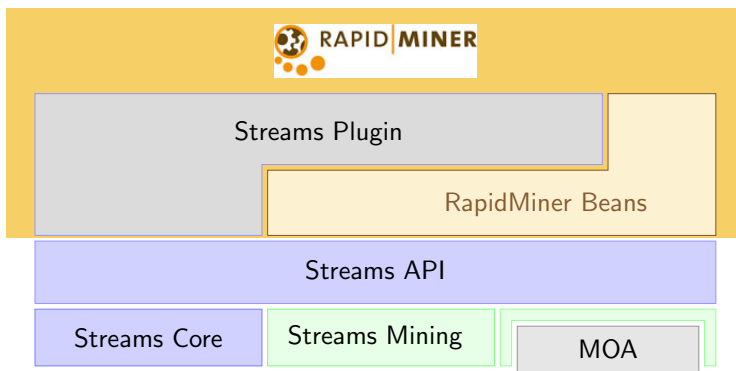 RAPID MINER
Streams Plugin
RapidMiner Beans
Streams API
Streams Core
Streams Mining
MOA